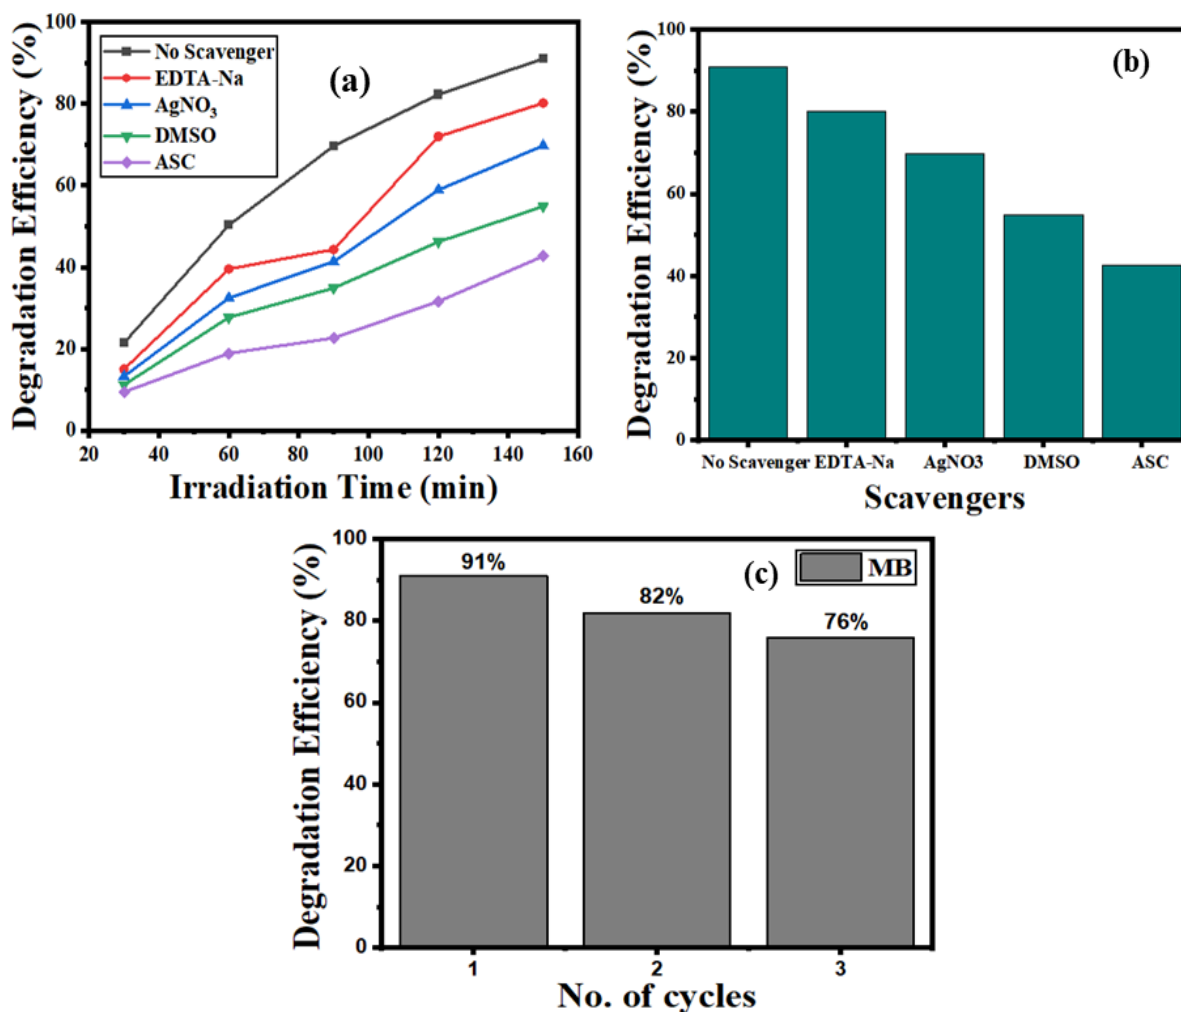 Degradation Efficiency (%)
100
80
60
40
20
0
No Scavenger
EDTA-Na
AgNO₃
DMSO
ASC
(a)
20 40 60 80 100 120 140 160
Irradiation Time (min)
Degradation Efficiency (%)
100
80
60
40
20
0
(b)
No Scavenger EDTA-Na AgNO3 DMSO ASC
Scavengers
Degradation Efficiency (%)
100
80
60
40
20
0
91%
82%
76%
(c)
MB
1 2 3
No. of cycles